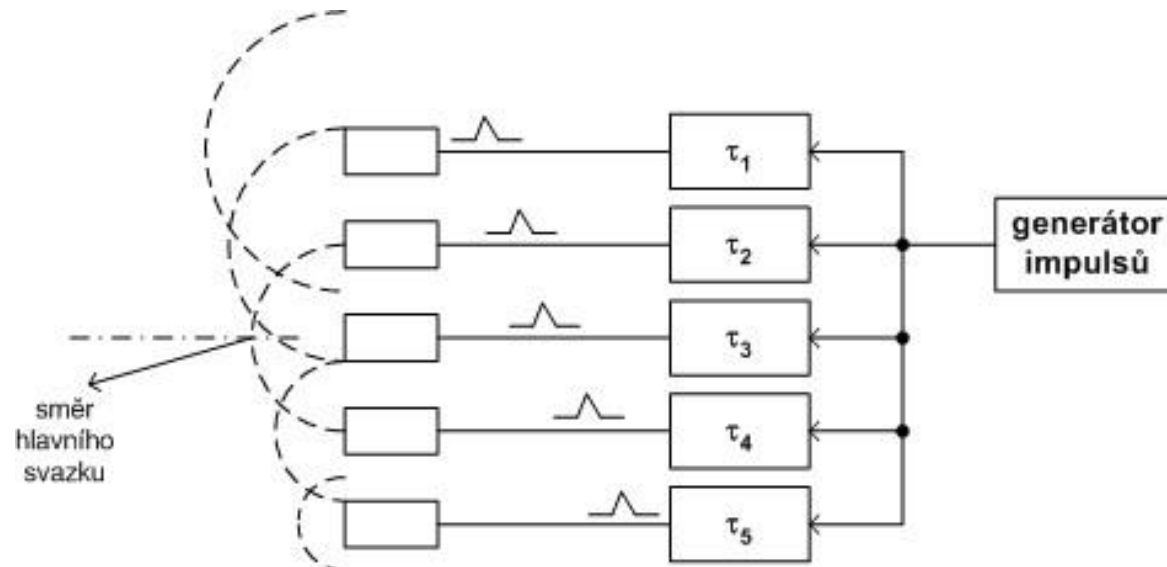 τ1
τ2
τ3
τ4
τ5
generátor
impulsů
směr
hlavního
svazku